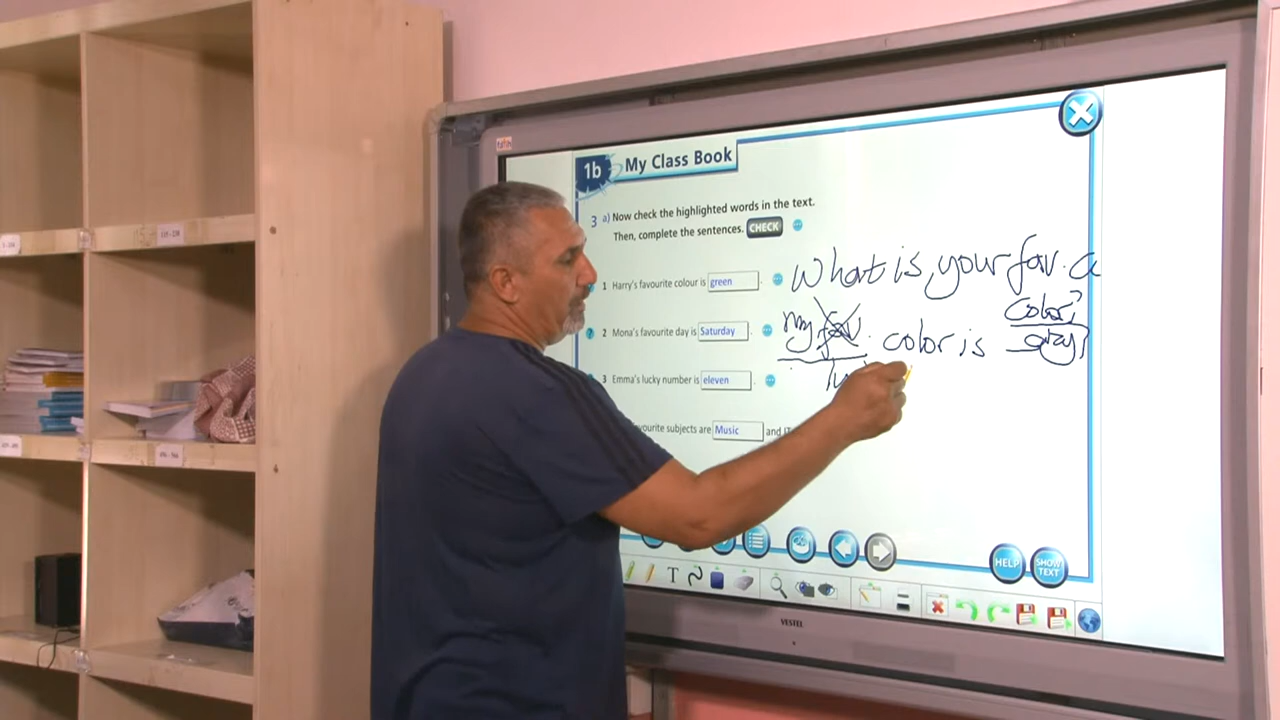 1b My Class Book
3 a) Now check the highlighted words in the text.
Then, complete the sentences. CHECK
1 Harry's favourite colour is green .
What is your fav.
color?
2 Mona's favourite day is Saturday .
my fav. color is
3 Emma's lucky number is eleven .
favourite subjects are Music and
HELP
SHOW TEXT
T
VESTEL